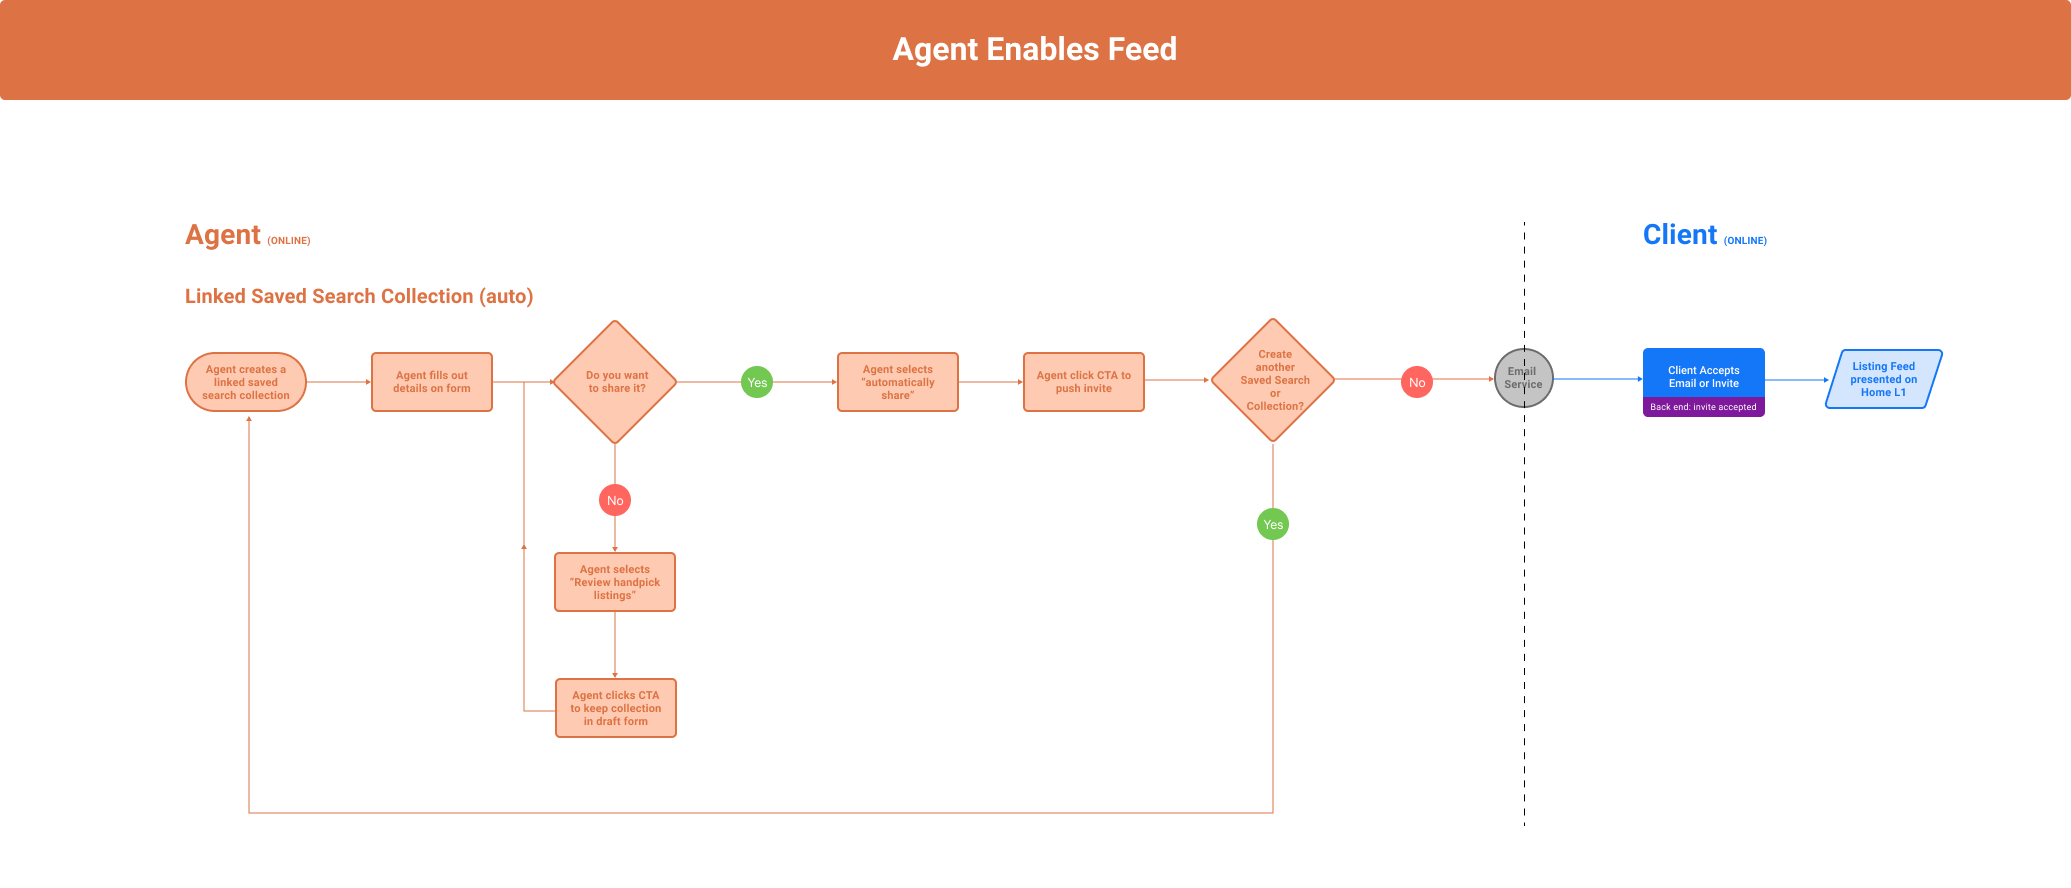 Agent Enables Feed
Agent (ONLINE)
Client (ONLINE)
Linked Saved Search Collection (auto)
Agent creates a
linked saved
search collection
Agent fills out
details on form
Do you want
to share it?
Yes
Agent selects
“automatically
share”
Agent click CTA to
push invite
Create
another
Saved Search
or
Collection?
No
Email
Service
Client Accepts
Email or Invite
Back end: invite accepted
Listing Feed
presented on
Home L1
No
Yes
Agent selects
“Review handpick
listings”
Agent clicks CTA
to keep collection
in draft form